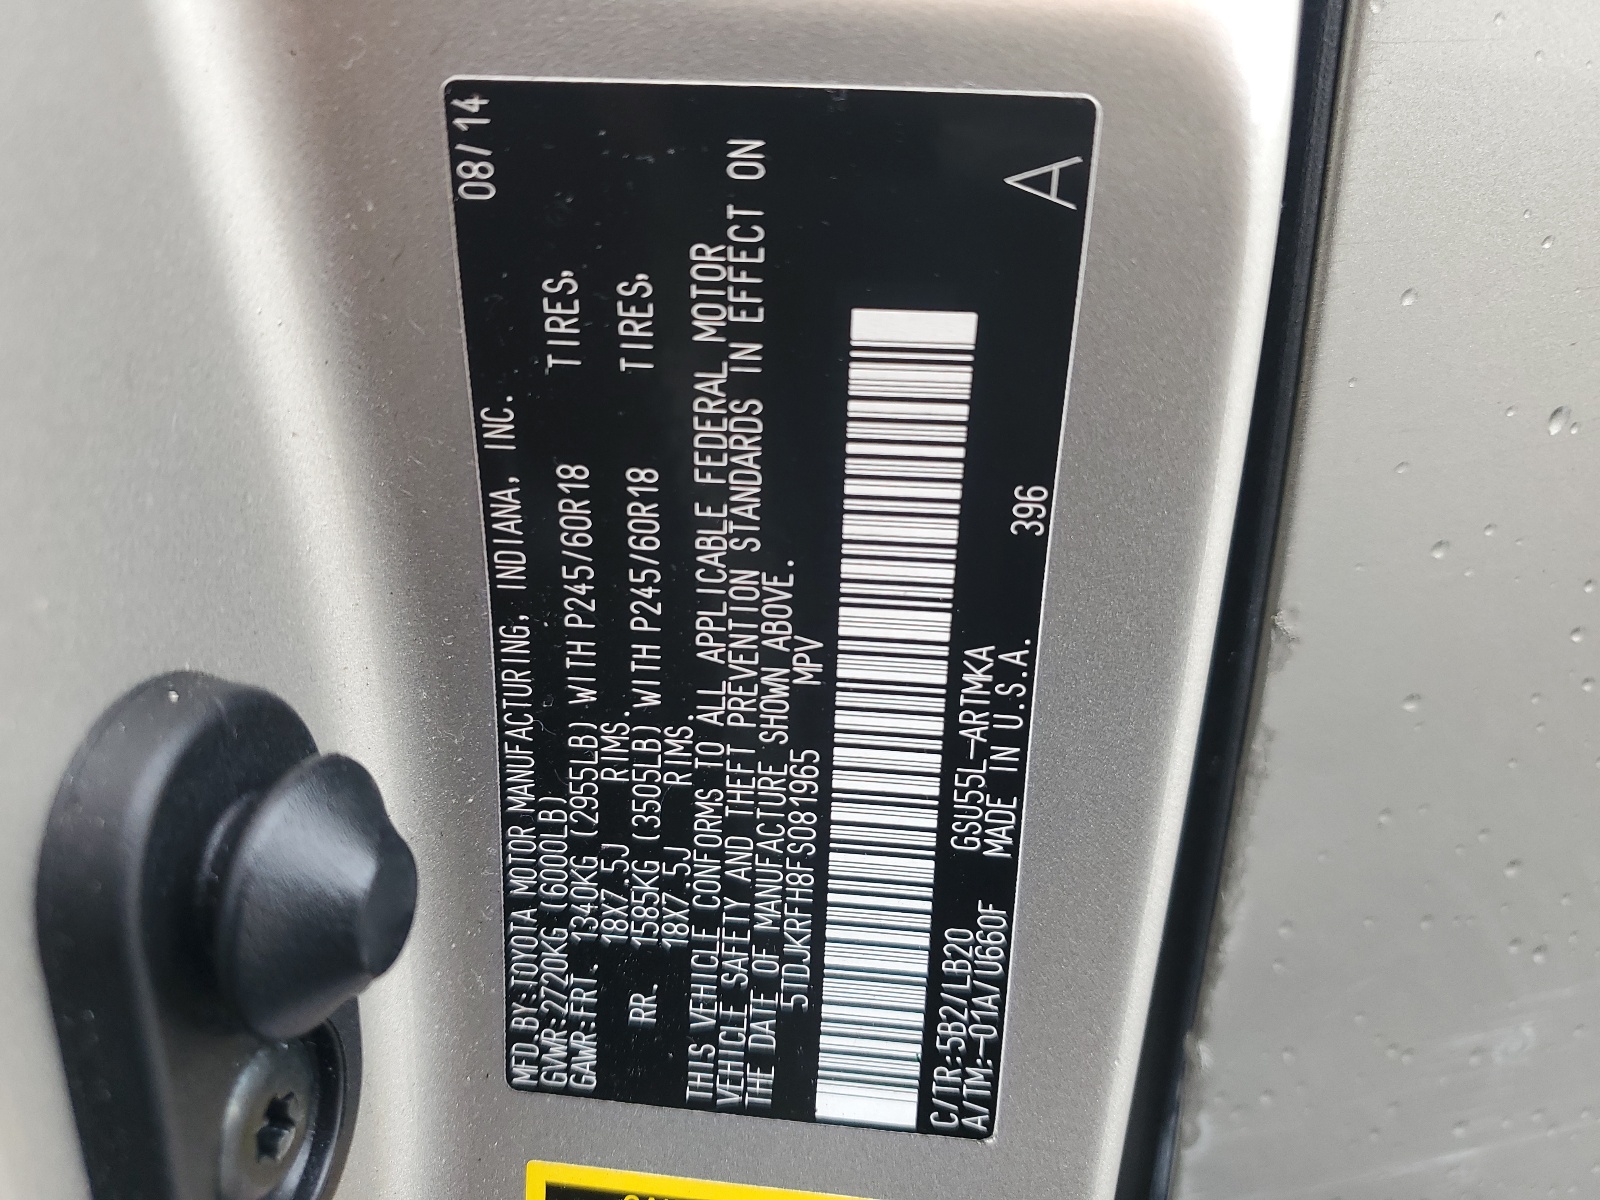 MFD.BY:TOYOTA MOTOR MANUFACTURING, INDIANA, INC. 08/14
GVWR:2720KG (6000LB)
GAWR:FRT. 1340KG (2955LB) WITH P245/60R18 TIRES,
18X7.5J RIMS.
RR. 1585KG (3505LB) WITH P245/60R18 TIRES,
18X7.5J RIMS.
THIS VEHICLE CONFORMS TO ALL APPLICABLE FEDERAL MOTOR
VEHICLE SAFETY AND THEFT PREVENTION STANDARDS IN EFFECT ON
THE DATE OF MANUFACTURE SHOWN ABOVE.
5TDJKRFH8FS081965 MPV
C/TR:5B2/LB20 GSU55L-ARTMKA
A/TM:-01A/U660F MADE IN U.S.A. 396 A